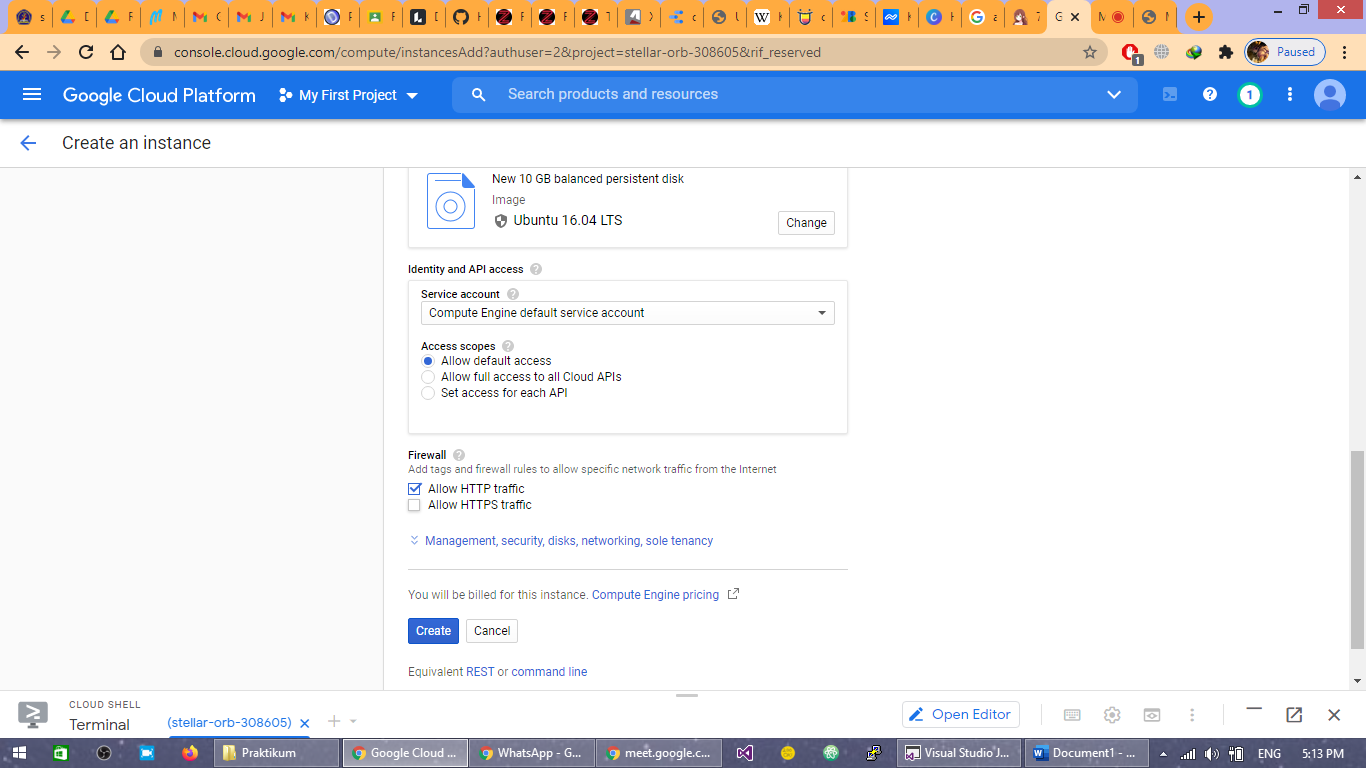 console.cloud.google.com/compute/instancesAdd?authuser=2&project=stellar-orb-308605&rif_reserved
1
Paused
Google Cloud Platform
My First Project
Search products and resources
1
Create an instance
New 10 GB balanced persistent disk
Image
Ubuntu 16.04 LTS
Change
Identity and API access
Service account
Compute Engine default service account
Access scopes
Allow default access
Allow full access to all Cloud APIs
Set access for each API
Firewall
Add tags and firewall rules to allow specific network traffic from the Internet
Allow HTTP traffic
Allow HTTPS traffic
Management, security, disks, networking, sole tenancy
You will be billed for this instance. Compute Engine pricing
Create
Cancel
Equivalent REST or command line
CLOUD SHELL
Terminal
(stellar-orb-308605)
Open Editor
Praktikum
Google Cloud ...
WhatsApp - G...
meet.google.c...
Visual Studio J...
Document1 - ...
ENG
5:13 PM